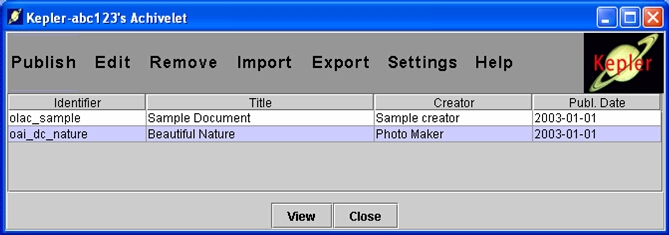 Kepler-abc123's Achivelet
Publish Edit Remove Import Export Settings Help
Kepler
Identifier Title Creator Publ. Date
olac_sample Sample Document Sample creator 2003-01-01
oai_dc_nature Beautiful Nature Photo Maker 2003-01-01
View Close